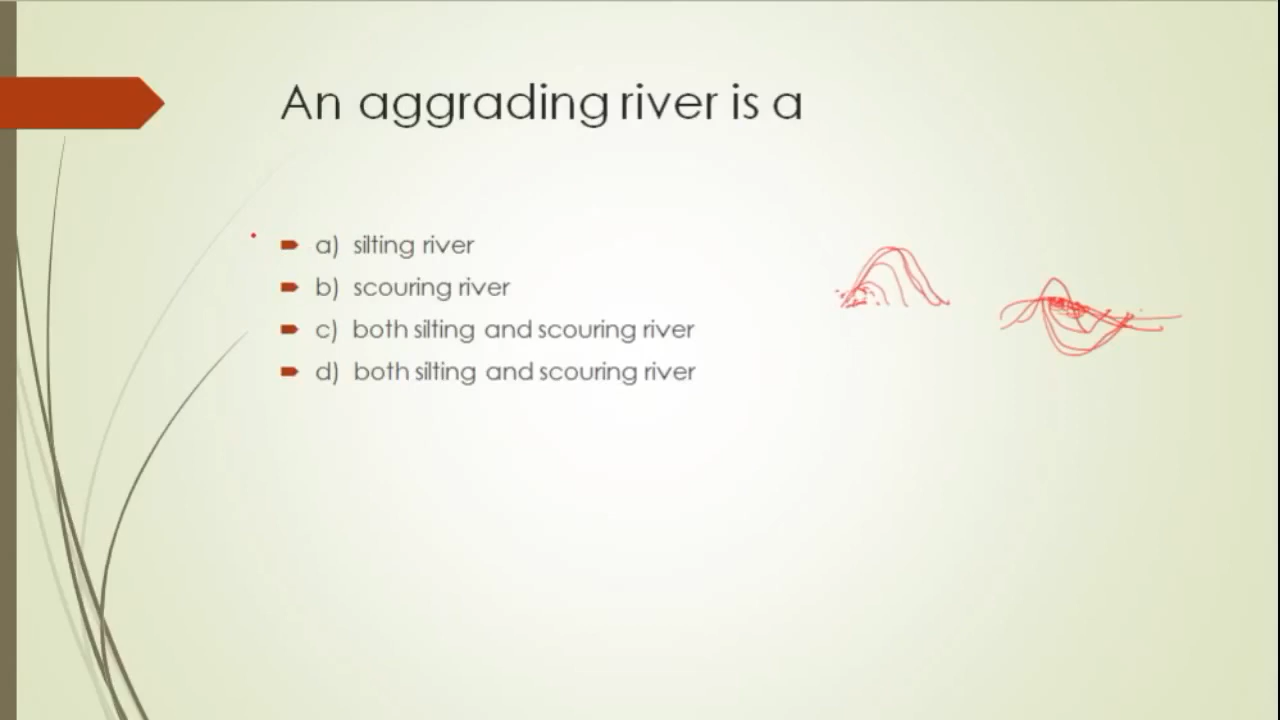 An aggrading river is a
a) silting river
b) scouring river
c) both silting and scouring river
d) both silting and scouring river